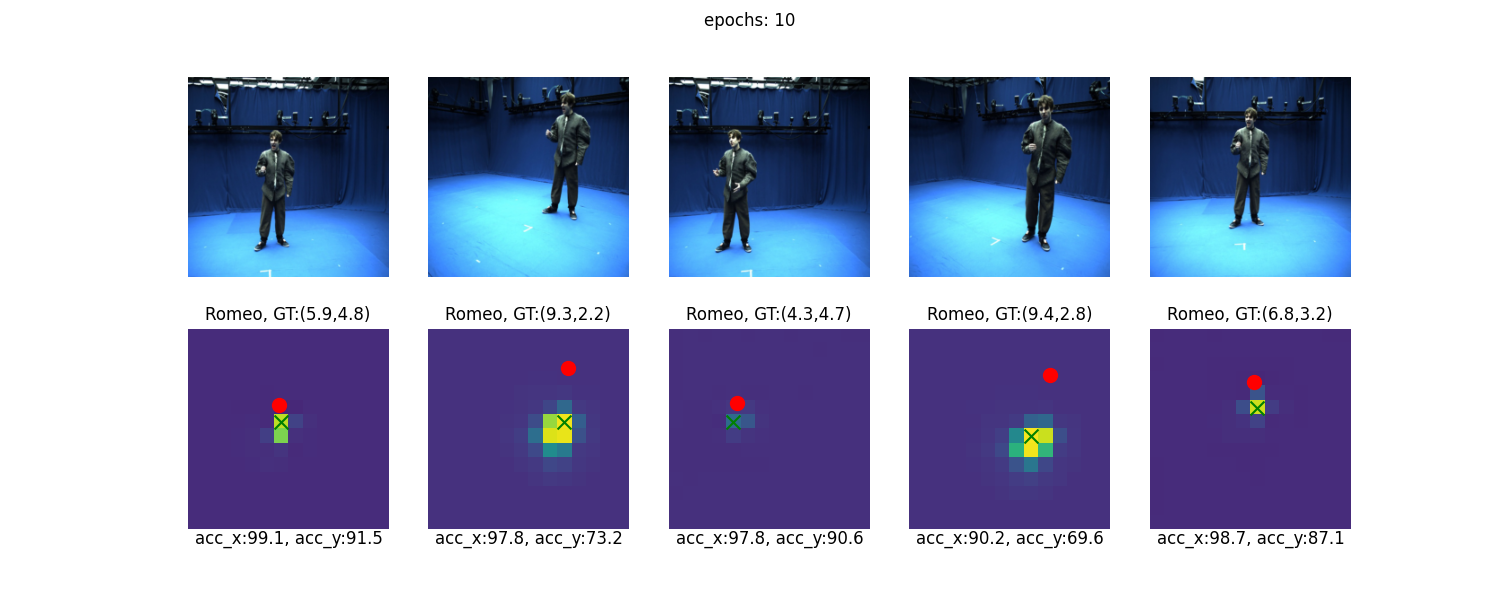 epochs: 10
Romeo, GT:(5.9,4.8)
Romeo, GT:(9.3,2.2)
Romeo, GT:(4.3,4.7)
Romeo, GT:(9.4,2.8)
Romeo, GT:(6.8,3.2)
acc_x:99.1, acc_y:91.5
acc_x:97.8, acc_y:73.2
acc_x:97.8, acc_y:90.6
acc_x:90.2, acc_y:69.6
acc_x:98.7, acc_y:87.1